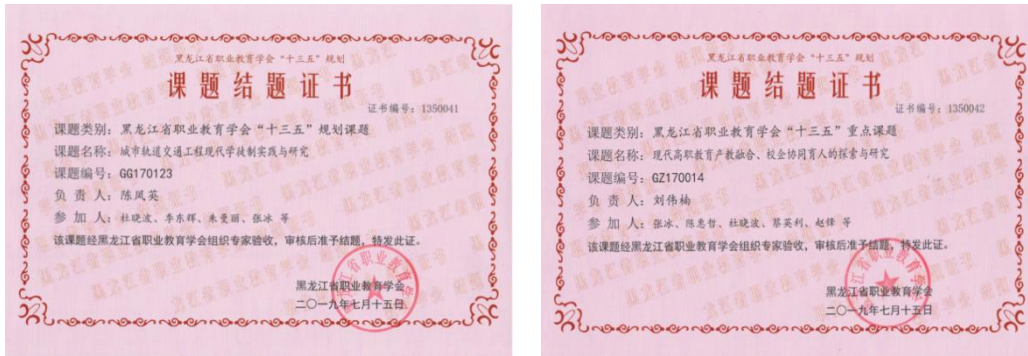 黑龙江省职业教育学会“十三五”规划
课题结题证书
证书编号：1350041
课题类别：黑龙江省职业教育学会“十三五”规划课题
课题名称：城市轨道交通工程现代学徒制实践与研究
课题编号：GG170123
负责人：陈凤英
参加人：杜晓波、李东辉、朱曼丽、张冰 等
该课题经黑龙江省职业教育学会组织专家验收，审核后准予结题，特发此证。
黑龙江省职业教育学会
二〇一九年七月十五日
黑龙江省职业教育学会“十三五”规划
课题结题证书
证书编号：1350042
课题类别：黑龙江省职业教育学会“十三五”重点课题
课题名称：现代高职教育产教融合、校企协同育人的探索与研究
课题编号：GZ170014
负责人：刘伟楠
参加人：张冰、陈惠哲、杜晓波、蔡英利、赵锋 等
该课题经黑龙江省职业教育学会组织专家验收，审核后准予结题，特发此证。
黑龙江省职业教育学会
二〇一九年七月十五日